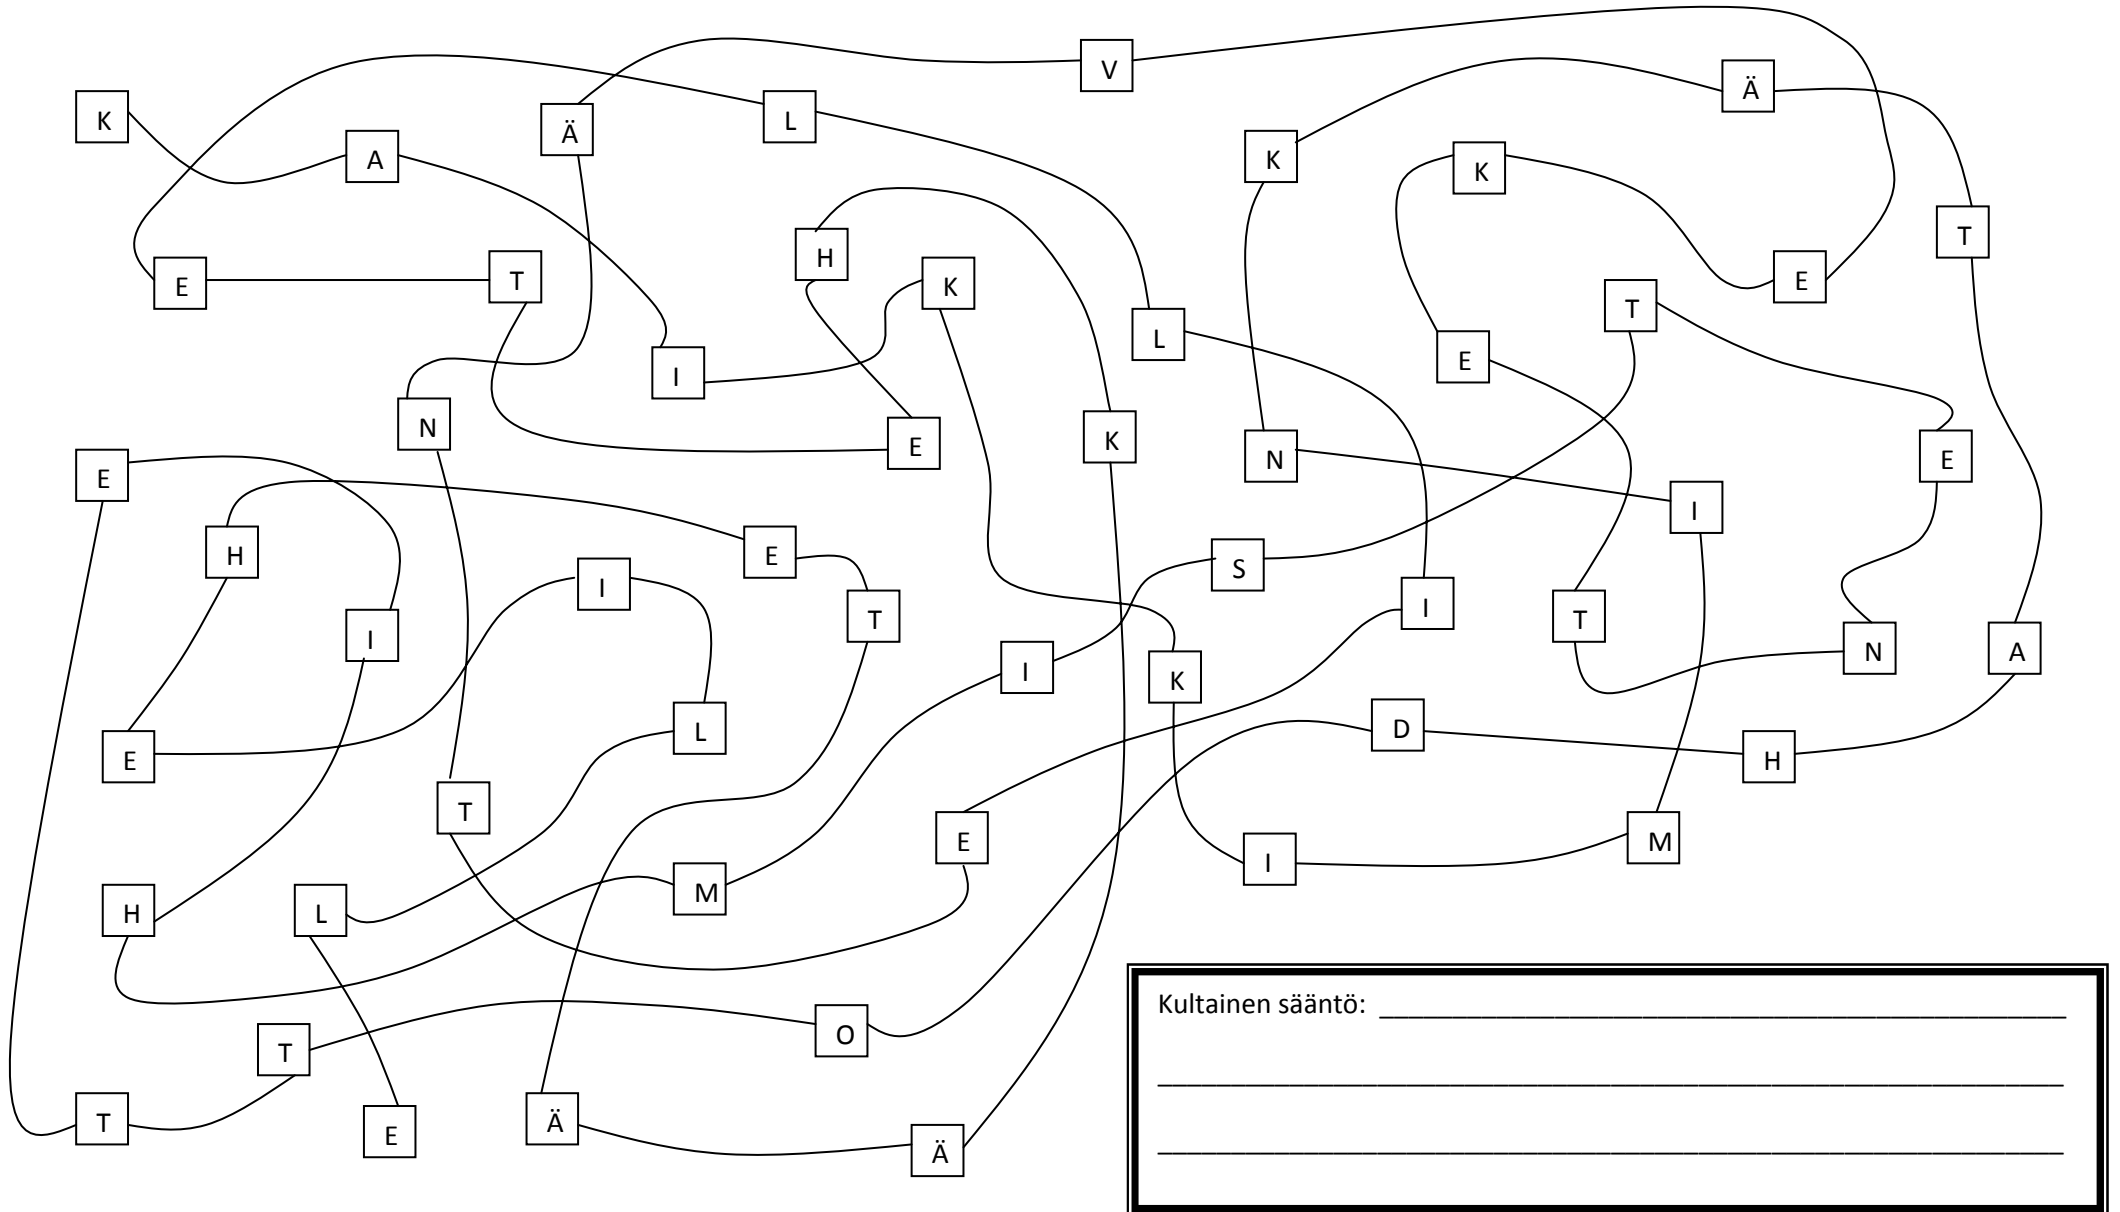 V Ä
K Ä L
A K K
H T
E T K E T
I L E
N E K N E
E I
H E I S
I T I K I T N A
E L D H
T E I M
H L M
Kultainen sääntö:
T O
T E Ä Ä